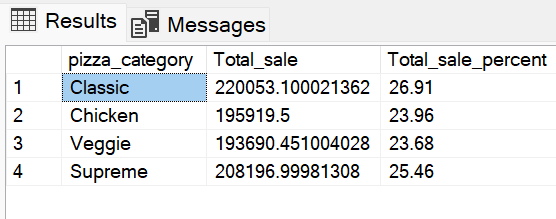 Results Messages
pizza_category Total_sale Total_sale_percent
1 Classic 220053.100021362 26.91
2 Chicken 195919.5 23.96
3 Veggie 193690.451004028 23.68
4 Supreme 208196.99981308 25.46